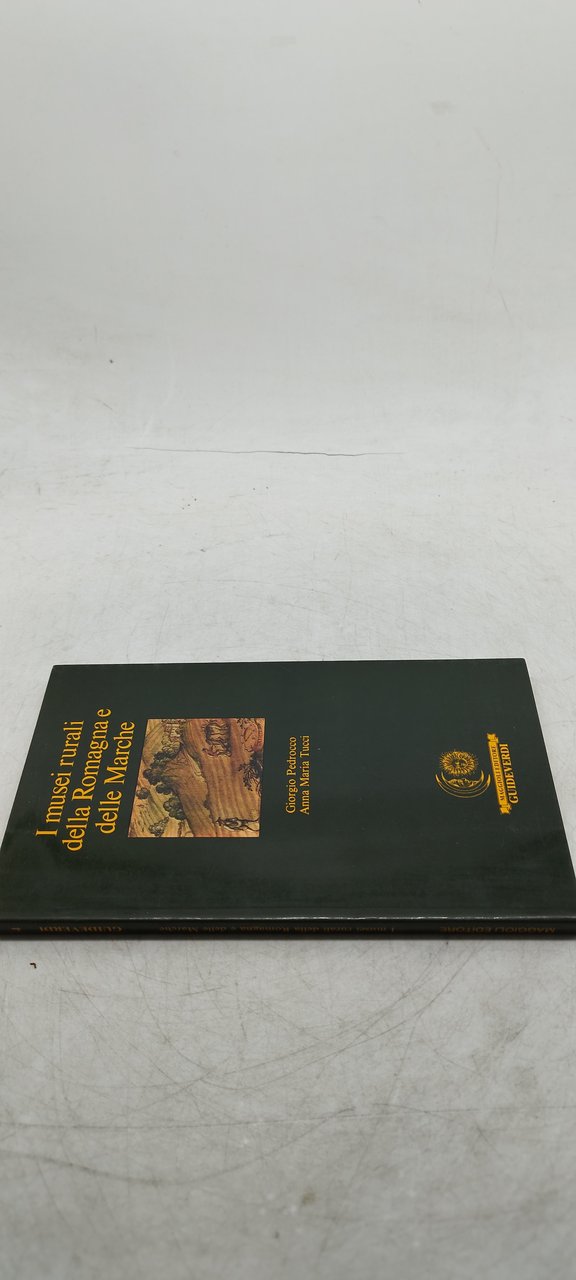 I musei rurali
della Romagna e
delle Marche
Giorgio Pedrocco
Anna Maria Tucci
MAGGIOLI EDITORE
GUIDEVERDI
MAGGIOLI EDITORE
I musei rurali della Romagna e delle Marche
GUIDEVERDI